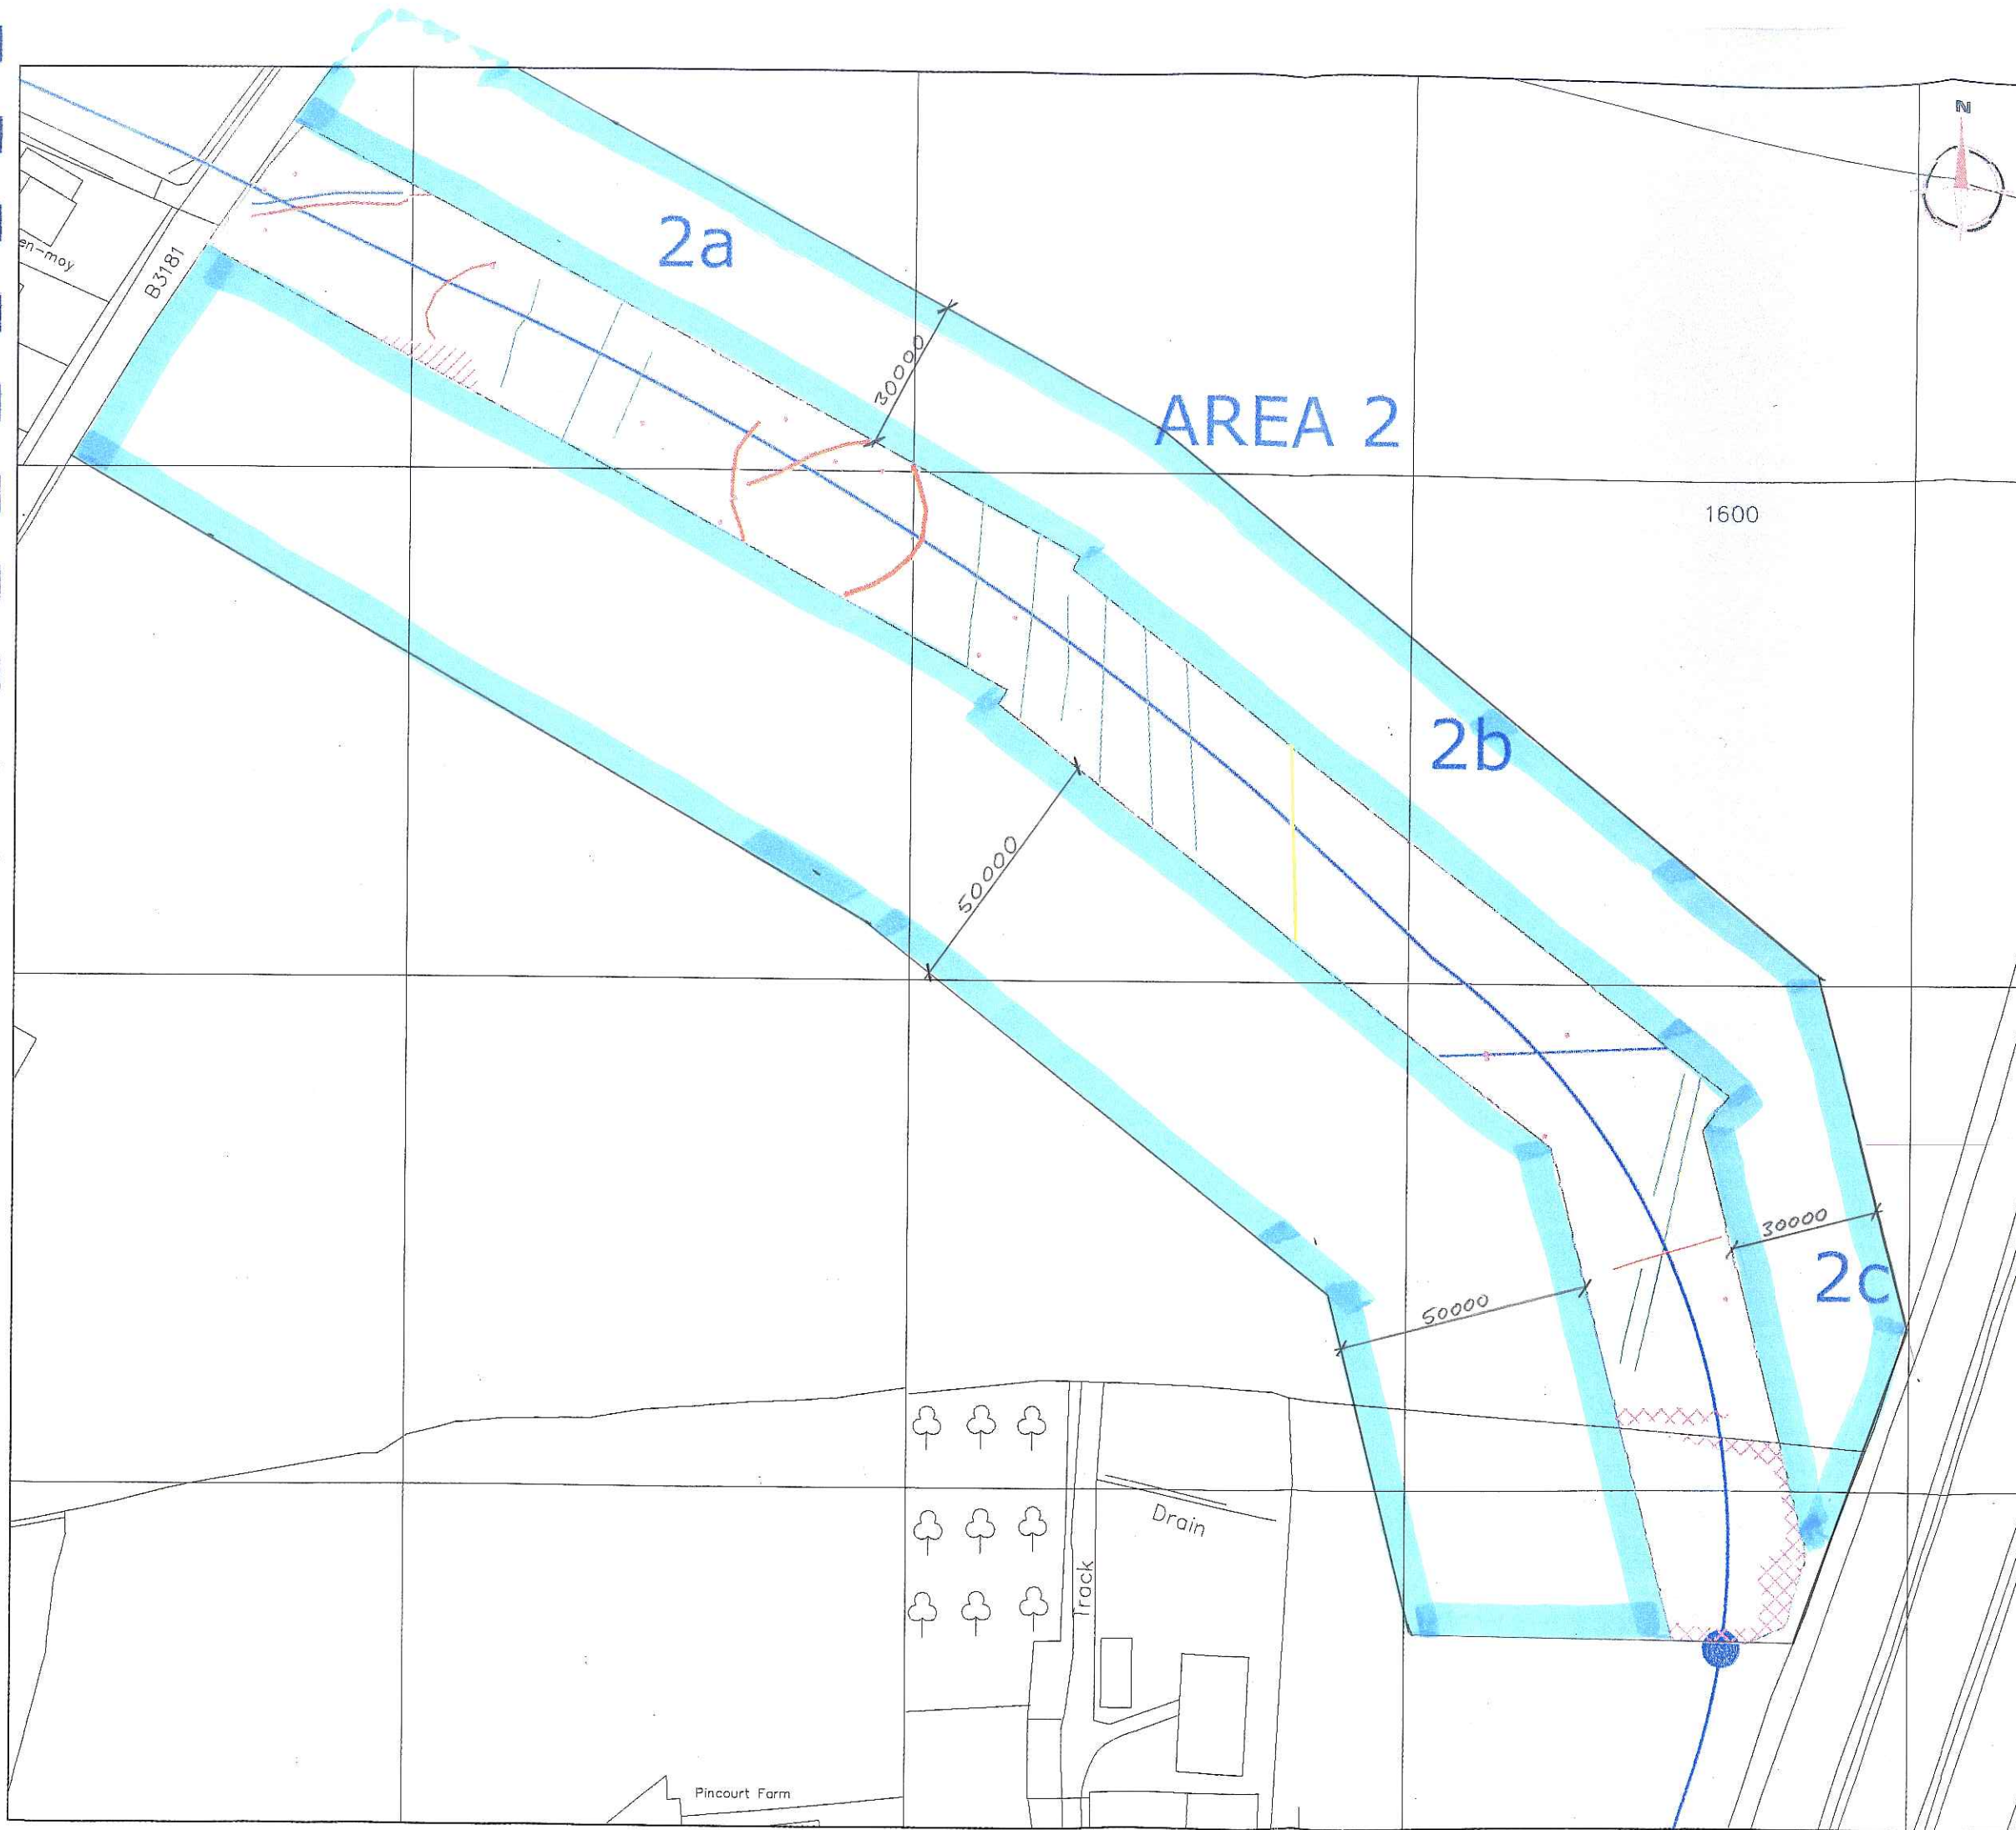 N
2a
en-moy
B3181
30000
AREA 2
1600
2b
50000
30000
2c
50000
Drain
Track
Pincourt Farm